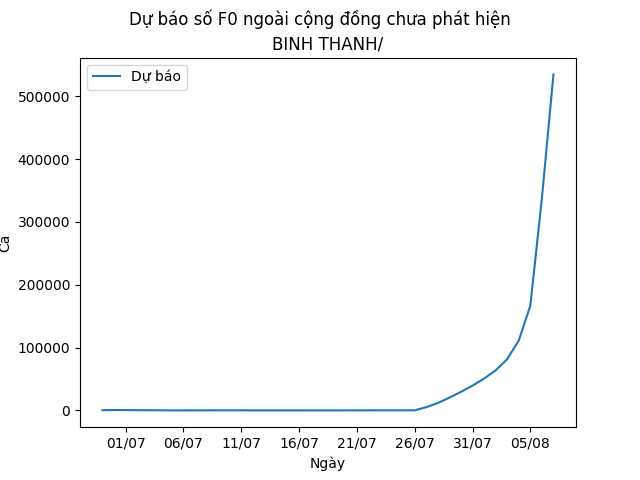 Dự báo số F0 ngoài cộng đồng chưa phát hiện
BINH THANH/
Dự báo
500000
400000
300000
200000
100000
0
Ca
01/07 06/07 11/07 16/07 21/07 26/07 31/07 05/08
Ngày